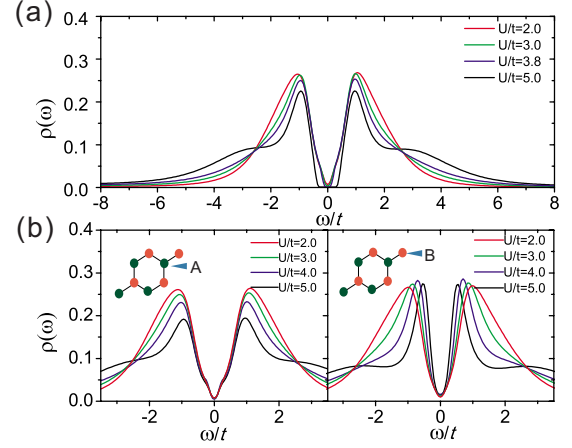 (a)
0.4
0.3
0.2
0.1
0.0
ρ(ω)
U/t=2.0
U/t=3.0
U/t=3.8
U/t=5.0
-8 -6 -4 -2 0 2 4 6 8
ω/t
(b)
0.4
0.3
0.2
0.1
0.0
ρ(ω)
A
U/t=2.0
U/t=3.0
U/t=4.0
U/t=5.0
-2 0 2
ω/t
B
U/t=2.0
U/t=3.0
U/t=4.0
U/t=5.0
-2 0 2
ω/t